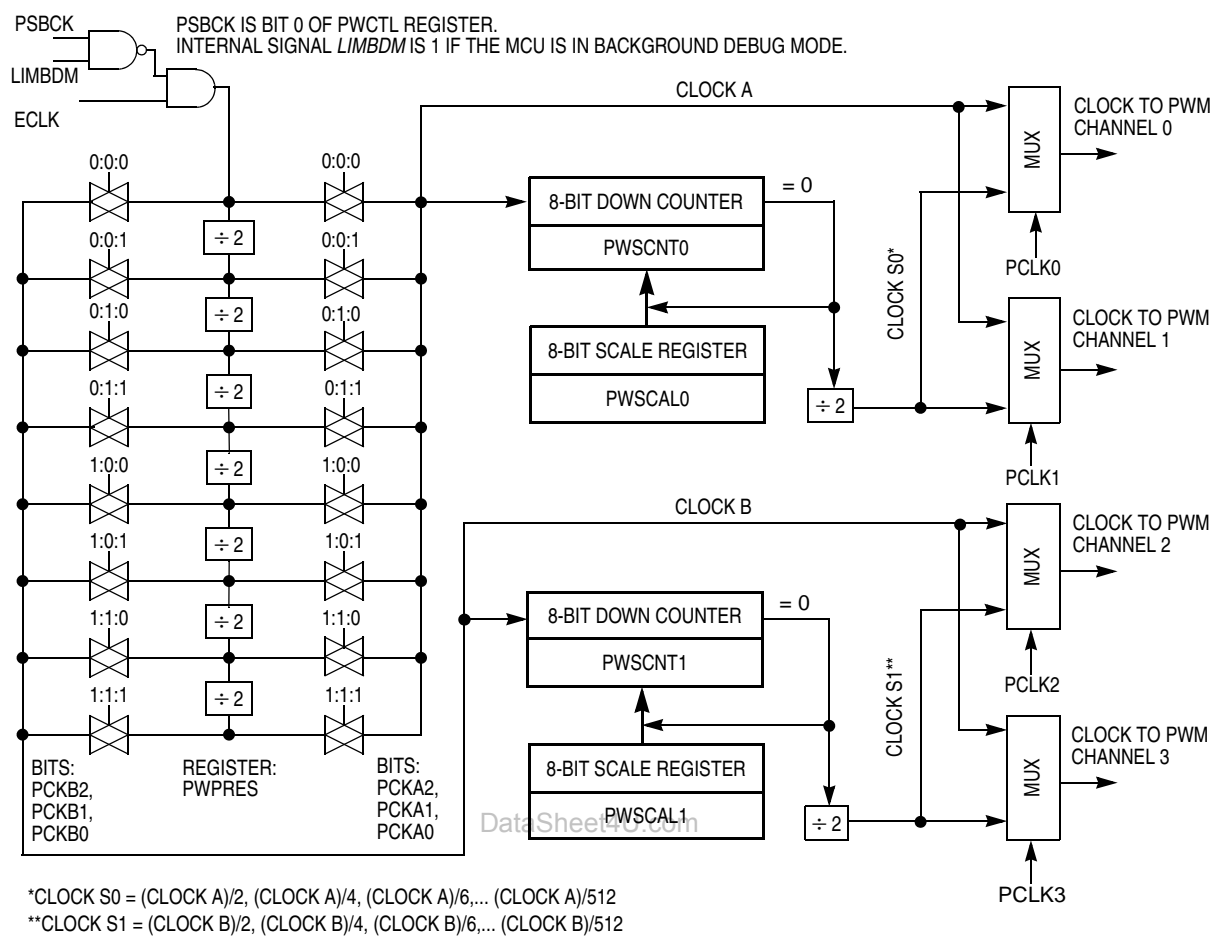 PSBCK
PSBCK IS BIT 0 OF PWCTL REGISTER.
INTERNAL SIGNAL LIMBDM IS 1 IF THE MCU IS IN BACKGROUND DEBUG MODE.
LIMBDM
ECLK
CLOCK A
MUX
CLOCK TO PWM
CHANNEL 0
PCLK0
0:0:0
0:0:0
÷ 2
0:0:1
0:0:1
÷ 2
0:1:0
0:1:0
÷ 2
0:1:1
0:1:1
÷ 2
1:0:0
1:0:0
÷ 2
1:0:1
1:0:1
÷ 2
1:1:0
1:1:0
÷ 2
1:1:1
1:1:1
8-BIT DOWN COUNTER
= 0
PWSCNT0
8-BIT SCALE REGISTER
PWSCAL0
÷ 2
CLOCK S0*
MUX
CLOCK TO PWM
CHANNEL 1
PCLK1
CLOCK B
MUX
CLOCK TO PWM
CHANNEL 2
PCLK2
8-BIT DOWN COUNTER
= 0
PWSCNT1
8-BIT SCALE REGISTER
PWSCAL1
÷ 2
CLOCK S1**
MUX
CLOCK TO PWM
CHANNEL 3
PCLK3
BITS:
PCKB2,
PCKB1,
PCKB0
REGISTER:
PWPRES
BITS:
PCKA2,
PCKA1,
PCKA0
DataSheet4U.com
*CLOCK S0 = (CLOCK A)/2, (CLOCK A)/4, (CLOCK A)/6,... (CLOCK A)/512
**CLOCK S1 = (CLOCK B)/2, (CLOCK B)/4, (CLOCK B)/6,... (CLOCK B)/512